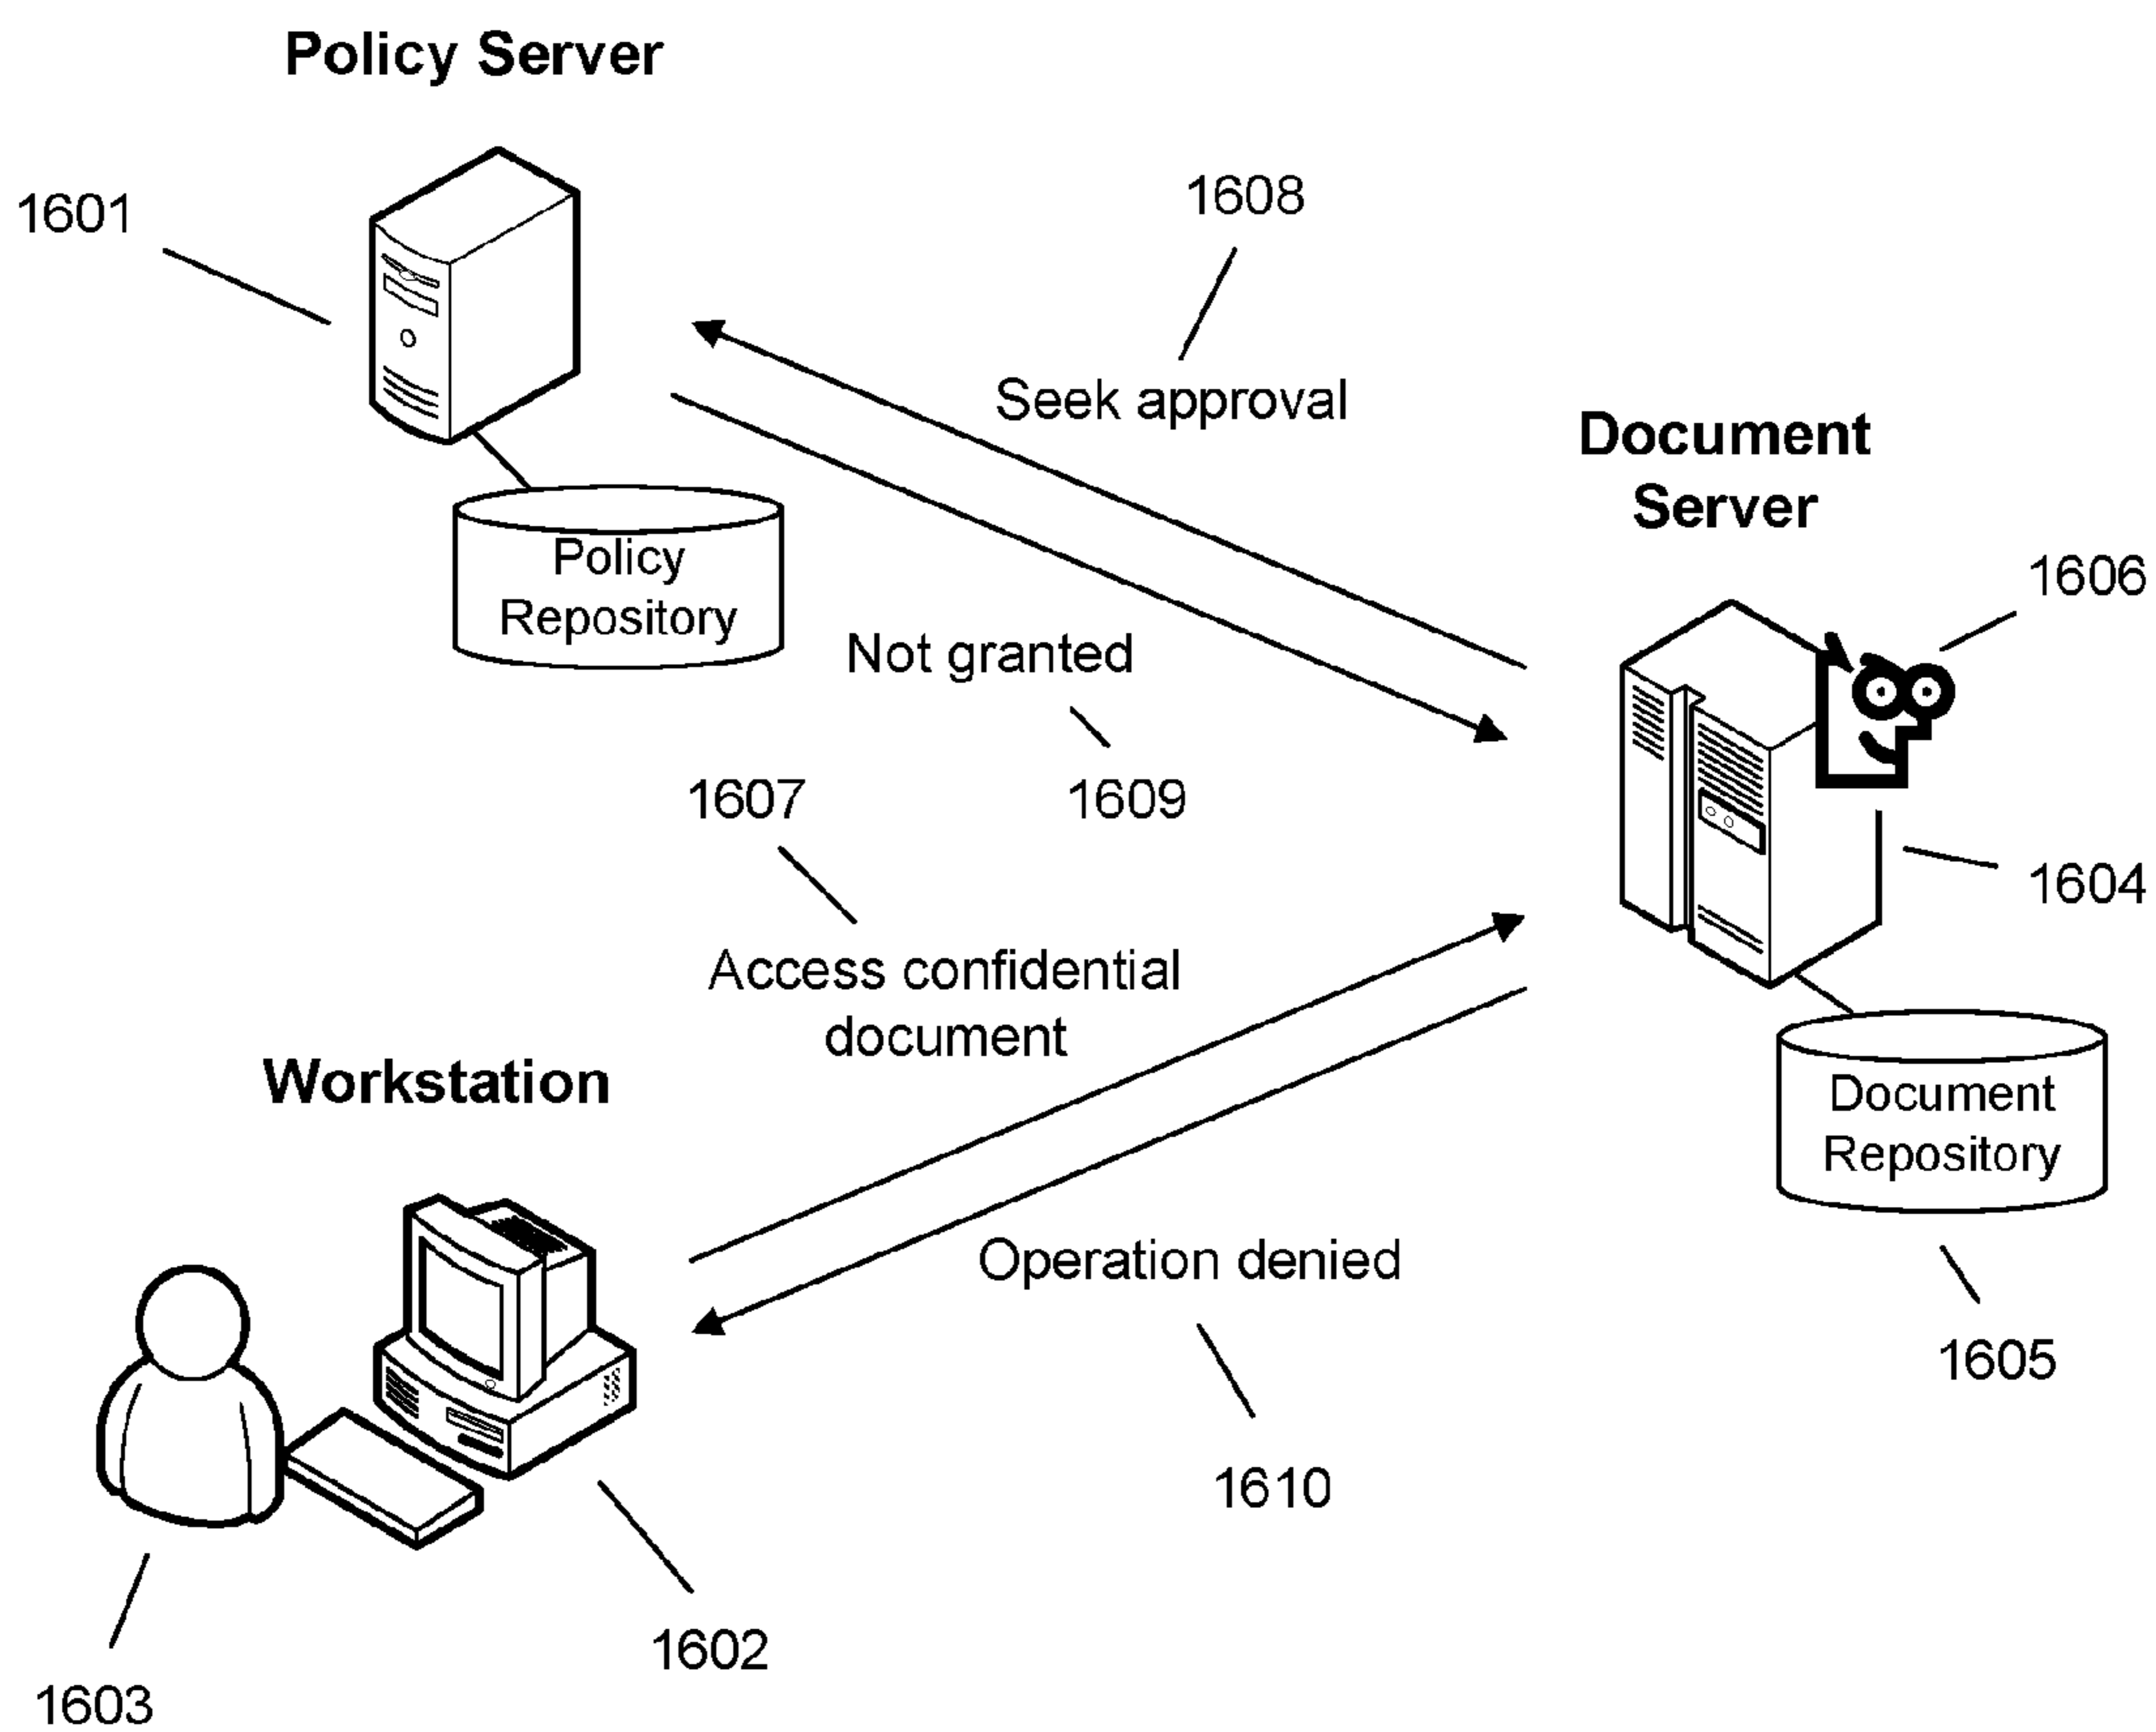 Policy Server
1601
1608
Seek approval
Document
Server
Policy
Repository
1606
Not granted
1607
1609
1604
Access confidential
document
Workstation
Document
Repository
Operation denied
1605
1610
1602
1603